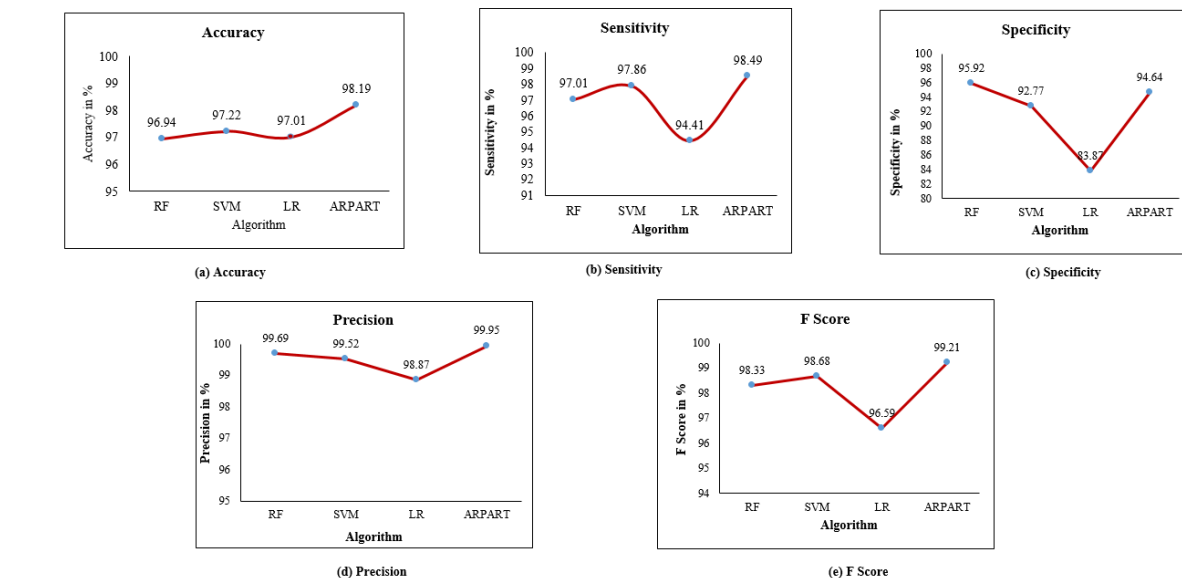 Accuracy
100
99
98
97
96
95
Accuracy in %
96.94
97.22
97.01
98.19
RF SVM LR ARPART
Algorithm
(a) Accuracy
Sensitivity
100
99
98
97
96
95
94
93
92
91
Sensitivity in %
97.01
97.86
94.41
98.49
RF SVM LR ARPART
Algorithm
(b) Sensitivity
Specificity
100
98
96
94
92
90
88
86
84
82
80
Specificity in %
95.92
92.77
83.87
94.64
RF SVM LR ARPART
Algorithm
(c) Specificity
Precision
100
99
98
97
96
95
Precision in %
99.69
99.52
98.87
99.95
RF SVM LR ARPART
Algorithm
(d) Precision
F Score
100
99
98
97
96
95
94
F Score in %
98.33
98.68
96.59
99.21
RF SVM LR ARPART
Algorithm
(e) F Score